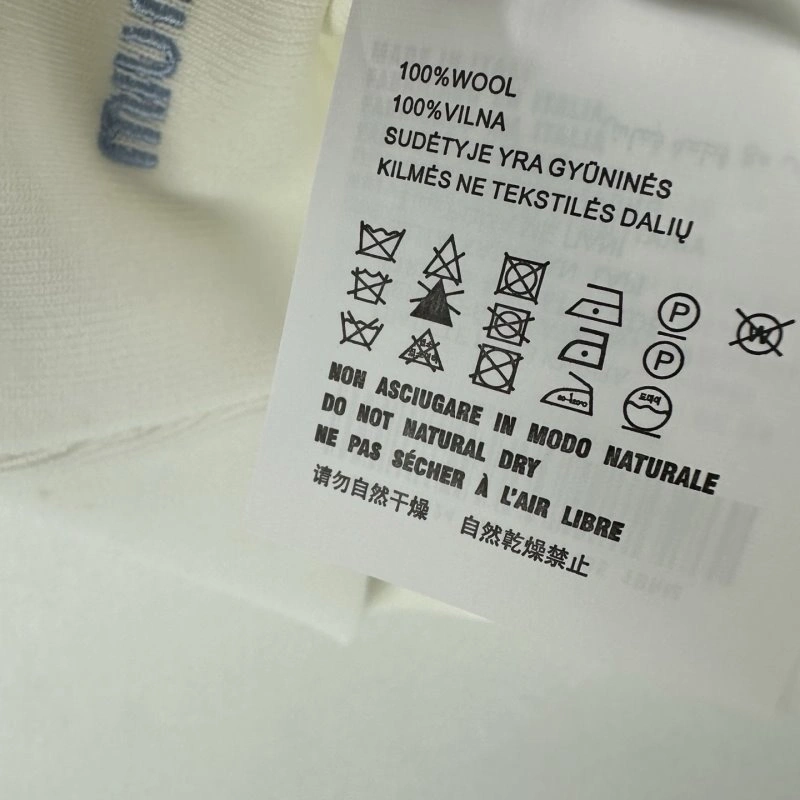 100%WOOL
100%VILNA
SUDĖTYJE YRA GYŪNINĖS
KILMĖS NE TEKSTILĖS DALIŲ
P
W
P
NON ASCIUGARE IN MODO NATURALE
DO NOT NATURAL DRY
NE PAS SÉCHER À L'AIR LIBRE
请勿自然干燥 自然乾燥禁止